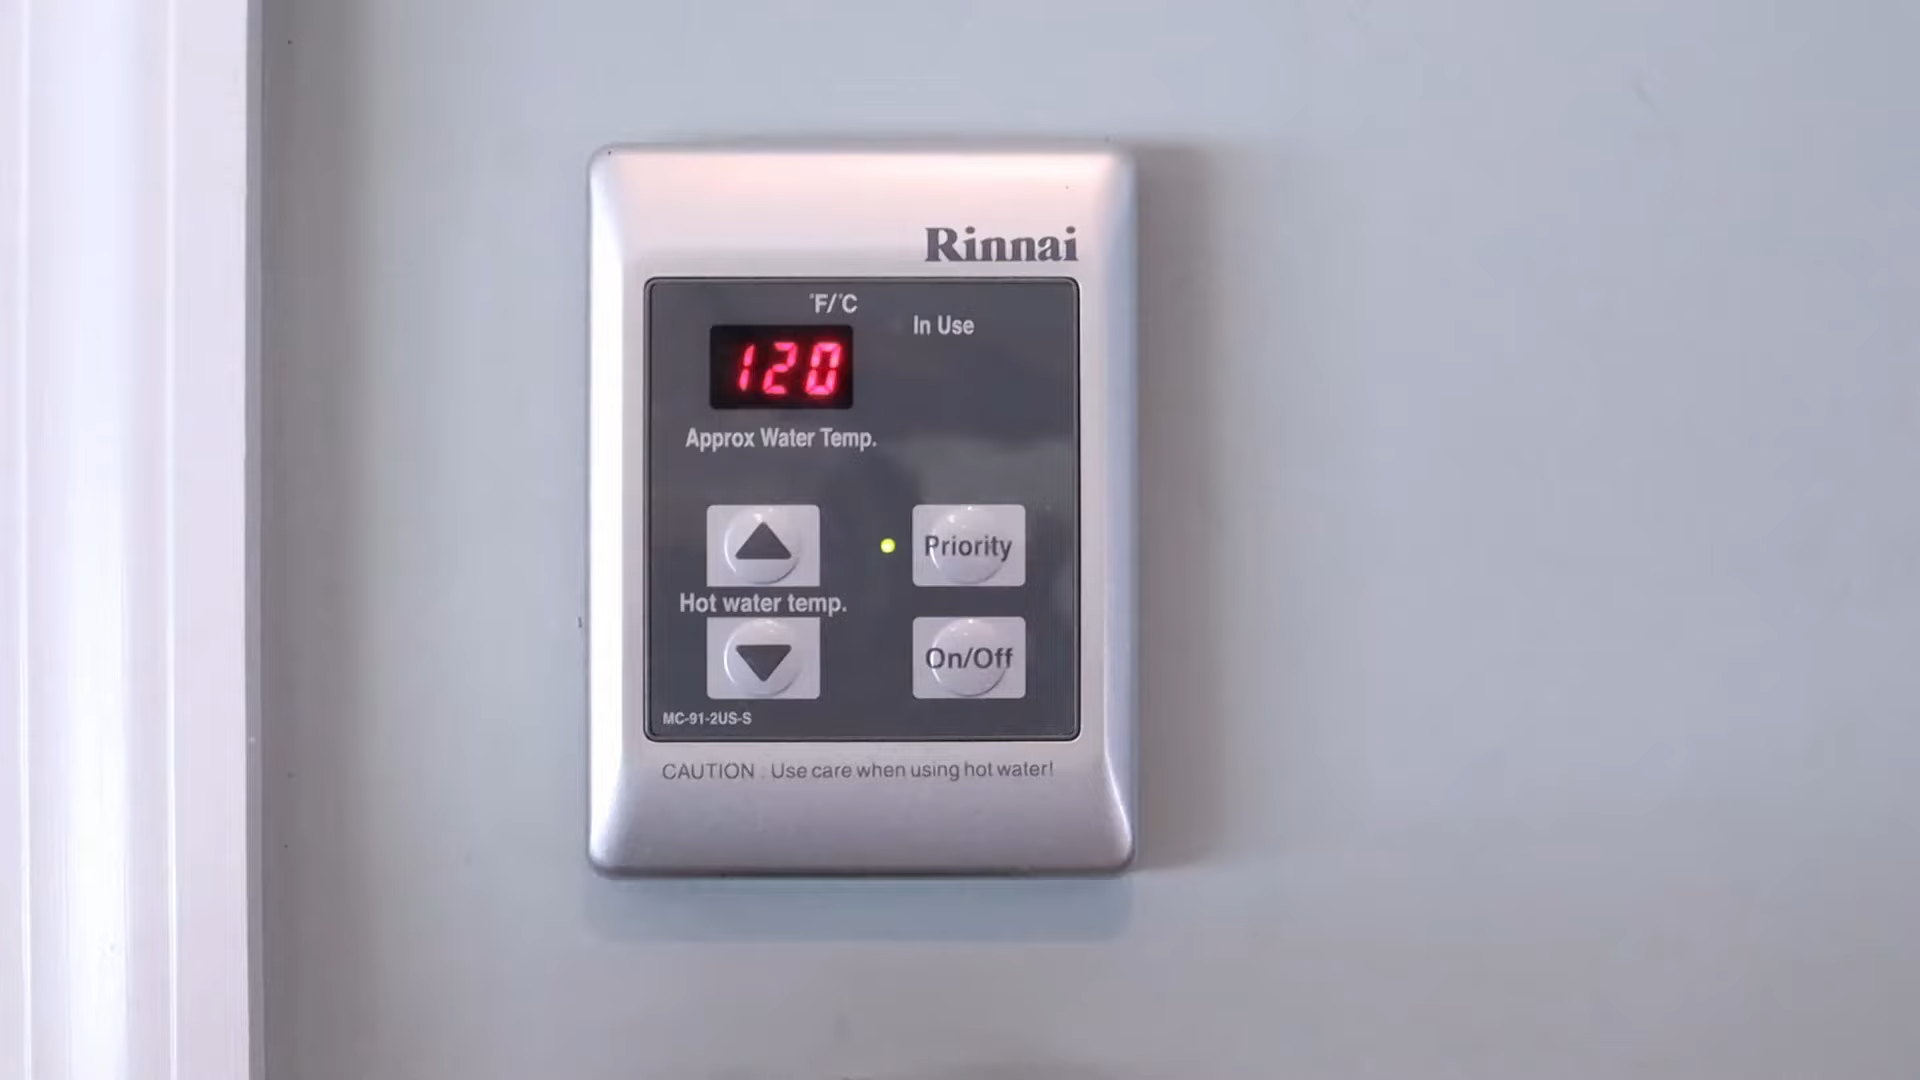 Rinnai
°F/°C
In Use
120
Approx Water Temp.
Priority
Hot water temp.
On/Off
MC-91-2US-S
CAUTION : Use care when using hot water!